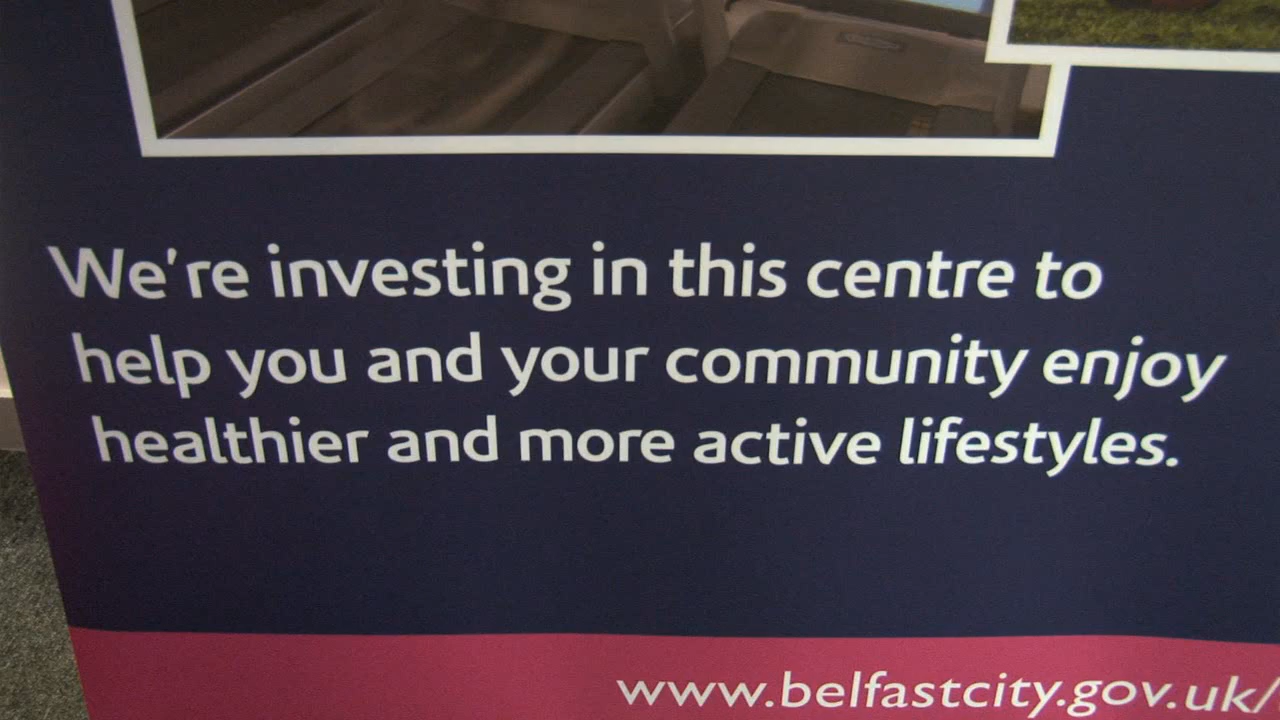 We're investing in this centre to
help you and your community enjoy
healthier and more active lifestyles.
www.belfastcity.gov.uk/